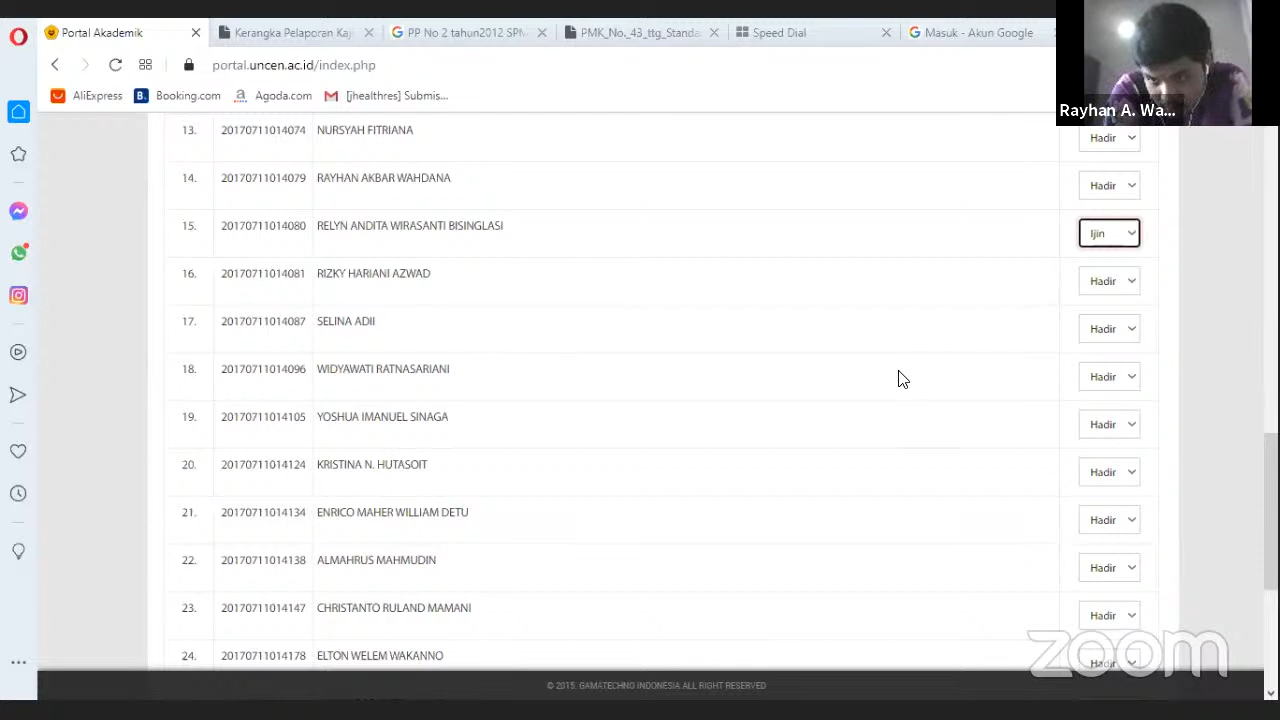 Portal Akademik
Kerangka Pelaporan Kaji
PP No 2 tahun2012 SPM
PMK_No._43_ttg_Standa
Speed Dial
Masuk - Akun Google
portal.uncen.ac.id/index.php
AliExpress
B. Booking.com
a Agoda.com
[jhealthres] Submis...
Rayhan A. Wa...
13. 20170711014074 NURSYAH FITRIANA Hadir
14. 20170711014079 RAYHAN AKBAR WAHDANA Hadir
15. 20170711014080 RELYN ANDITA WIRASANTI BISINGLASI Ijin
16. 20170711014081 RIZKY HARIANI AZWAD Hadir
17. 20170711014087 SELINA ADII Hadir
18. 20170711014096 WIDYAWATI RATNASARIANI Hadir
19. 20170711014105 YOSHUA IMANUEL SINAGA Hadir
20. 20170711014124 KRISTINA N. HUTASOIT Hadir
21. 20170711014134 ENRICO MAHER WILLIAM DETU Hadir
22. 20170711014138 ALMAHRUS MAHMUDIN Hadir
23. 20170711014147 CHRISTANTO RULAND MAMANI Hadir
24. 20170711014178 ELTON WELEM WAKANNO Hadir
zoom
© 2015. GAMATECHNO INDONESIA ALL RIGHT RESERVED